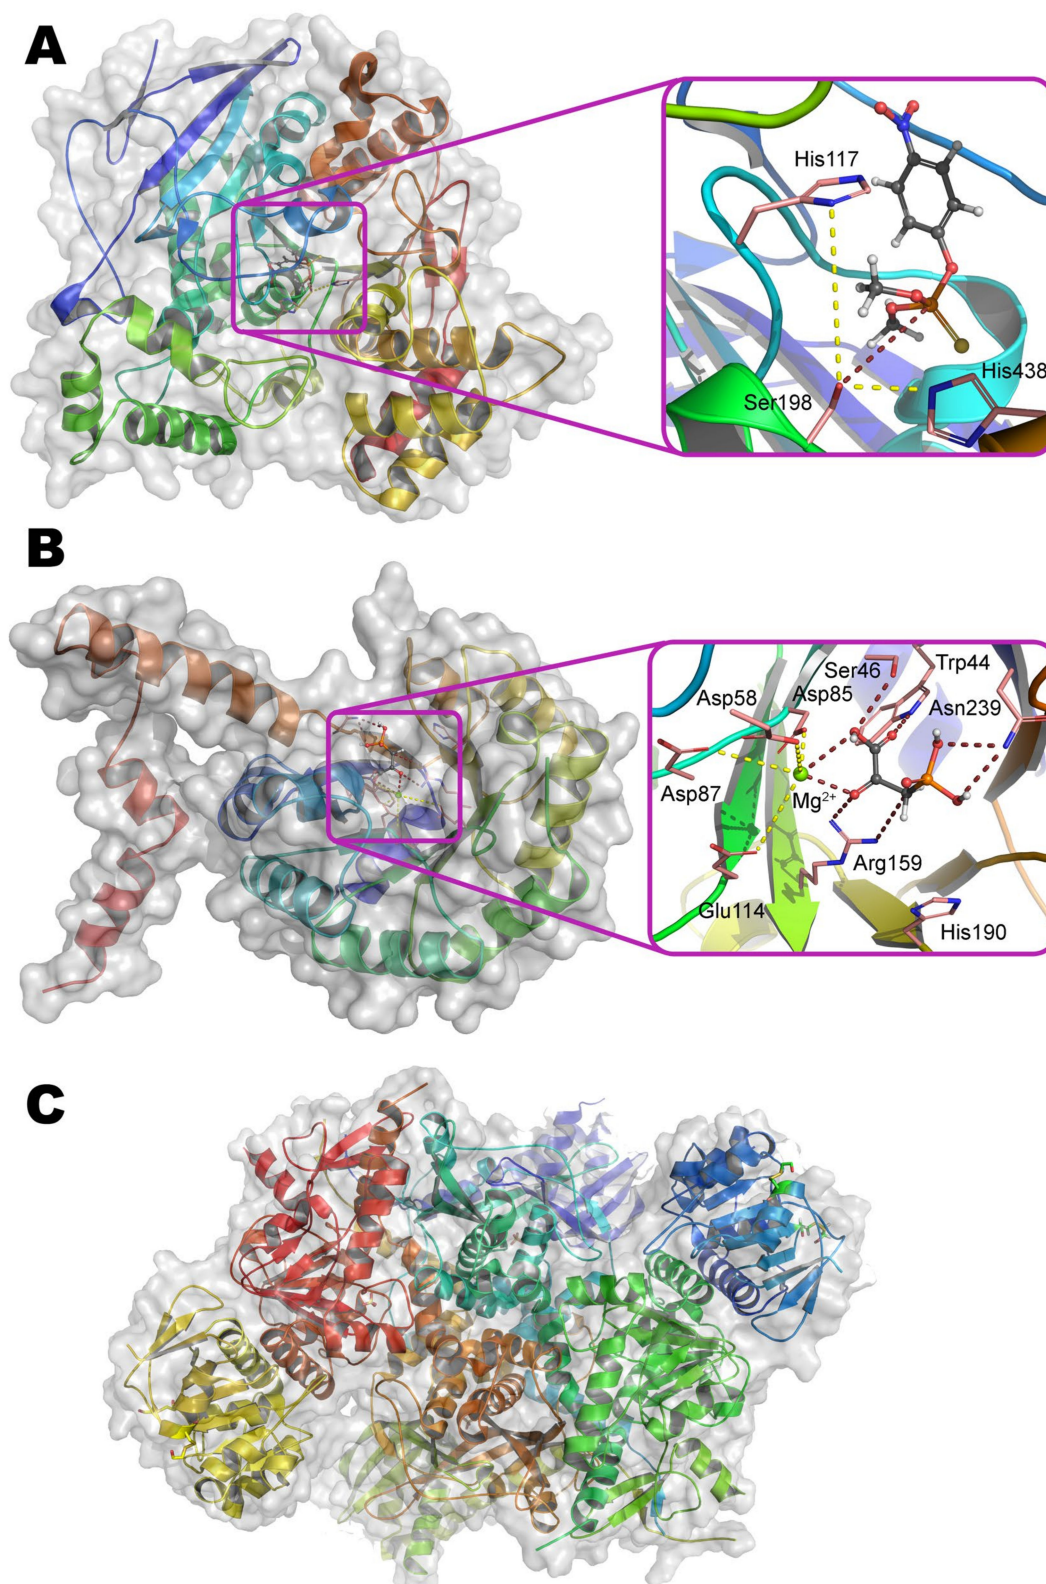 A
His117
Ser198
His438
B
Ser46
Trp44
Asp58
Asp85
Asn239
Asp87
Mg²⁺
Arg159
Glu114
His190
C